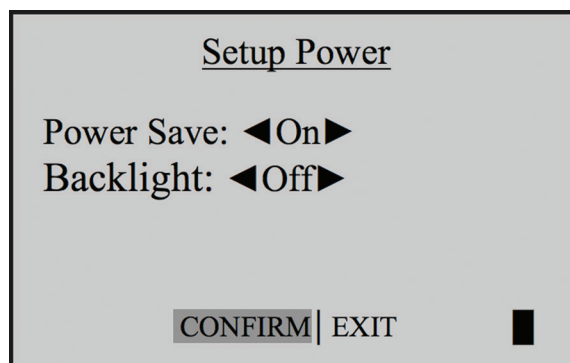 Setup Power
Power Save: ◀On▶
Backlight: ◀Off▶
CONFIRM| EXIT